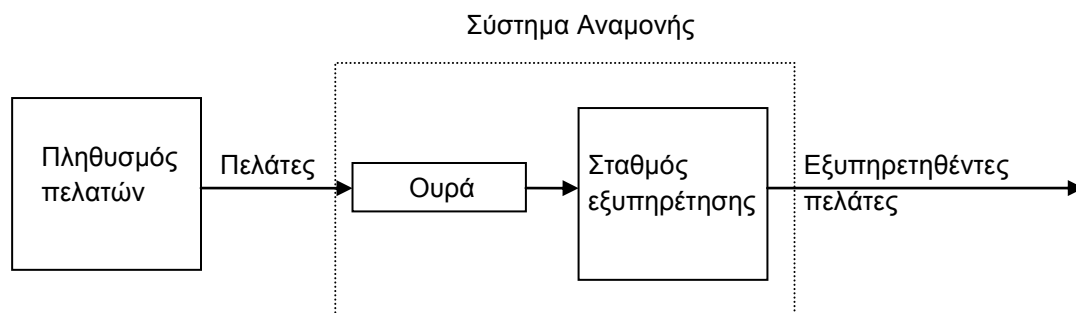 Σύστημα Αναμονής
Πληθυσμός
πελατών
Πελάτες
Ουρά
Σταθμός
εξυπηρέτησης
Εξυπηρετηθέντες
πελάτες